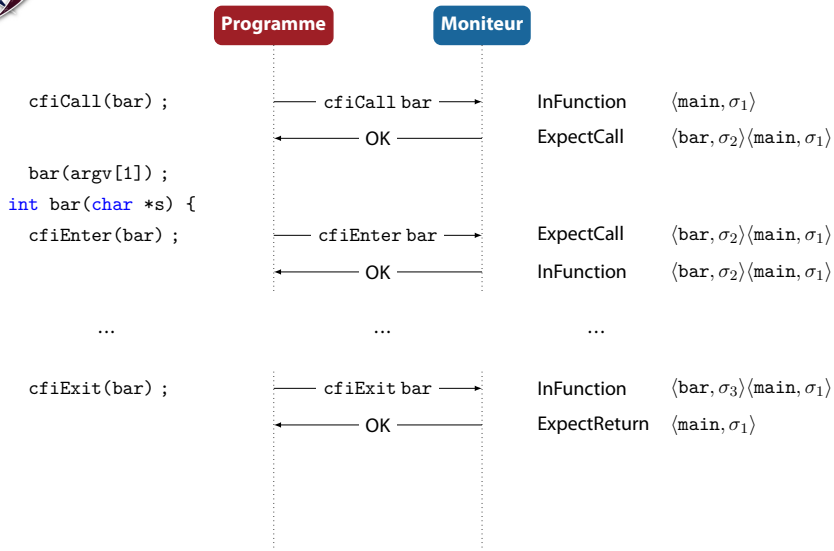 Programme Moniteur
cfiCall(bar) ; cfiCall bar InFunction ⟨main, σ₁⟩
OK ExpectCall ⟨bar, σ₂⟩⟨main, σ₁⟩
bar(argv[1]) ;
int bar(char *s) {
cfiEnter(bar) ; cfiEnter bar ExpectCall ⟨bar, σ₂⟩⟨main, σ₁⟩
OK InFunction ⟨bar, σ₂⟩⟨main, σ₁⟩
... ... ...
cfiExit(bar) ; cfiExit bar InFunction ⟨bar, σ₃⟩⟨main, σ₁⟩
OK ExpectReturn ⟨main, σ₁⟩